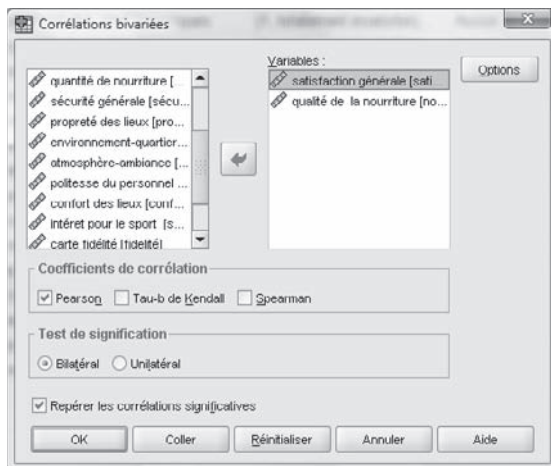 Corrélations bivariées
quantité de nourriture [...
sécurité générale [sécu...
propreté des lieux [pro...
environnement-quartier...
atmosphère-ambiance [...
politesse du personnel ...
confort des lieux [conf...
intéret pour le sport [s...
carte fidélité [fidelité]
Variables :
satisfaction générale [sati...
qualité de la nourriture [no...
Options
Coefficients de corrélation
Pearson Tau-b de Kendall Spearman
Test de signification
Bilatéral Unilatéral
Repérer les corrélations significatives
OK Coller Réinitialiser Annuler Aide